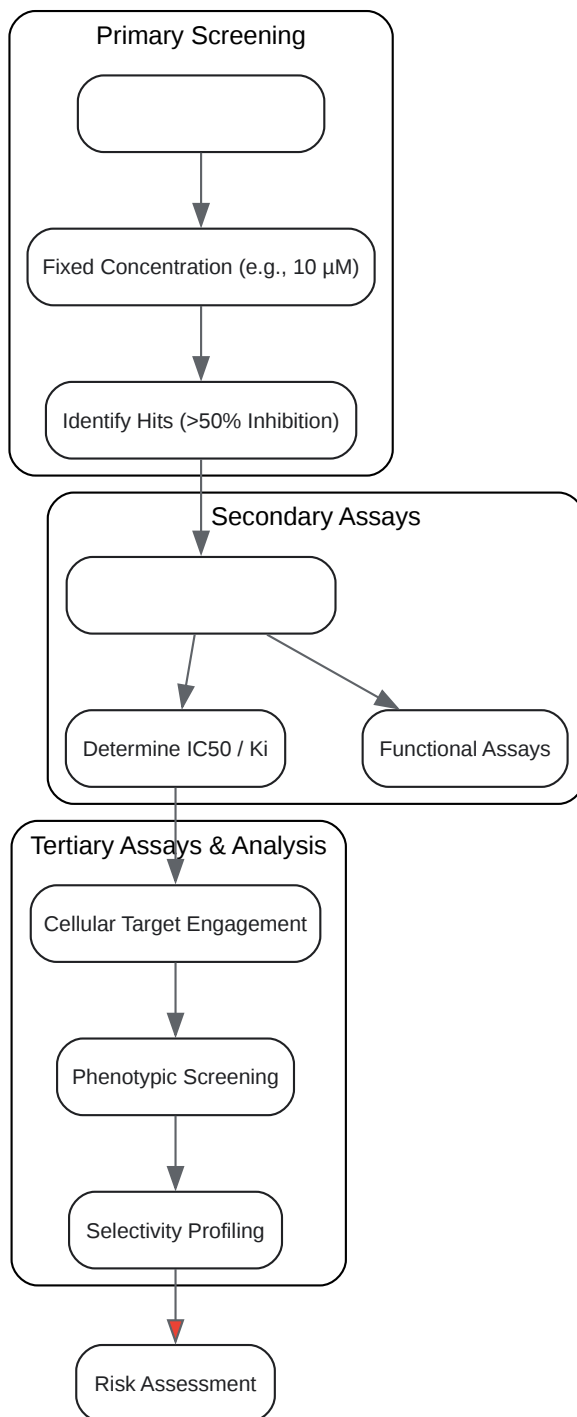 Primary Screening
Fixed Concentration (e.g., 10 µM)
Identify Hits (>50% Inhibition)
Secondary Assays
Determine IC50 / Ki
Functional Assays
Tertiary Assays & Analysis
Cellular Target Engagement
Phenotypic Screening
Selectivity Profiling
Risk Assessment